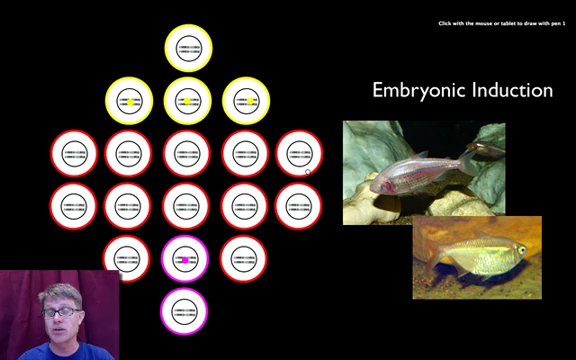 Click with the mouse or tablet to draw with pen 1
Embryonic Induction